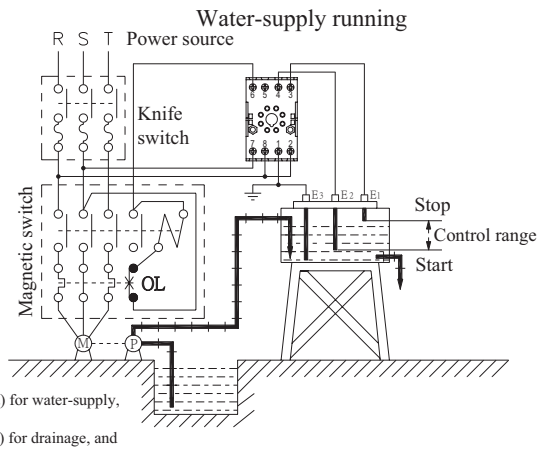 Water-supply running
R S T Power source
Knife
switch
6 5 4 3
7 8 1 2
E3 E2 E1
Stop
Control range
Start
Magnetic switch
OL
M P
) for water-supply,
) for drainage, and